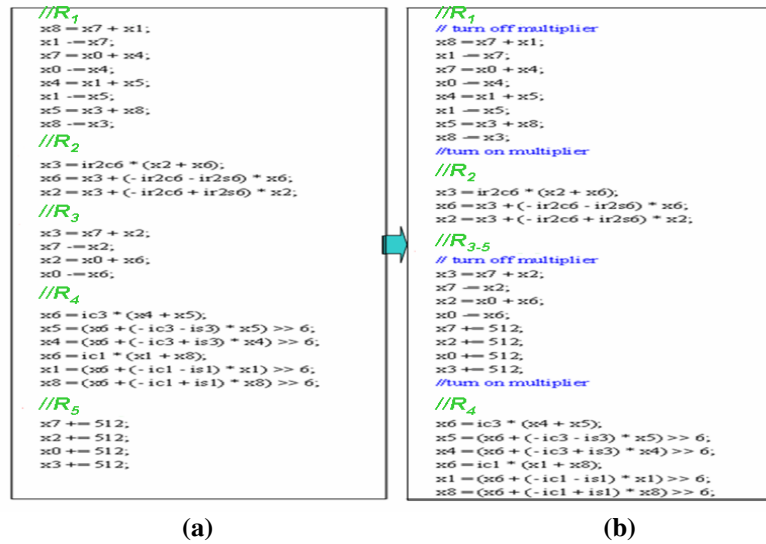 //R1
x8 = x7 + x1;
x1 -= x7;
x7 = x0 + x4;
x0 -= x4;
x4 = x1 + x5;
x1 -= x5;
x5 = x3 + x8;
x8 -= x3;
//R2
x3 = ir2c6 * (x2 + x6);
x6 = x3 + (- ir2c6 - ir2s6) * x6;
x2 = x3 + (- ir2c6 + ir2s6) * x2;
//R3
x3 = x7 + x2;
x7 -= x2;
x2 = x0 + x6;
x0 -= x6;
//R4
x6 = ic3 * (x4 + x5);
x5 = (x6 + (- ic3 - is3) * x5) >> 6;
x4 = (x6 + (- ic3 + is3) * x4) >> 6;
x6 = ic1 * (x1 + x8);
x1 = (x6 + (- ic1 - is1) * x1) >> 6;
x8 = (x6 + (- ic1 + is1) * x8) >> 6;
//R5
x7 += 512;
x2 += 512;
x0 += 512;
x3 += 512;
(a)
//R1
// turn off multiplier
x8 = x7 + x1;
x1 -= x7;
x7 = x0 + x4;
x0 -= x4;
x4 = x1 + x5;
x1 -= x5;
x5 = x3 + x8;
x8 -= x3;
//turn on multiplier
//R2
x3 = ir2c6 * (x2 + x6);
x6 = x3 + (- ir2c6 - ir2s6) * x6;
x2 = x3 + (- ir2c6 + ir2s6) * x2;
//R3-5
// turn off multiplier
x3 = x7 + x2;
x7 -= x2;
x2 = x0 + x6;
x0 -= x6;
x7 += 512;
x2 += 512;
x0 += 512;
x3 += 512;
//turn on multiplier
//R4
x6 = ic3 * (x4 + x5);
x5 = (x6 + (- ic3 - is3) * x5) >> 6;
x4 = (x6 + (- ic3 + is3) * x4) >> 6;
x6 = ic1 * (x1 + x8);
x1 = (x6 + (- ic1 - is1) * x1) >> 6;
x8 = (x6 + (- ic1 + is1) * x8) >> 6;
(b)